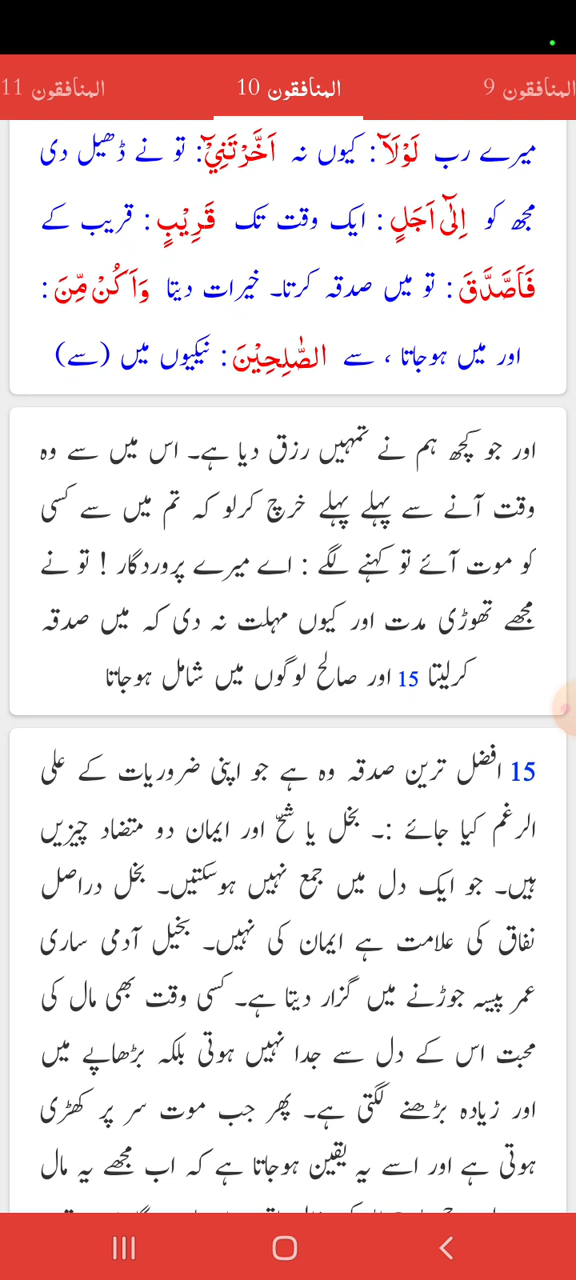 المنافقون 9
المنافقون 10
المنافقون 11
میرے رب لَوْلَآ : کیوں نہ اَخَّرْتَنِيْٓ : تو نے ڈھیل دی
مجھ کو اِلٰٓى اَجَلٍ : ایک وقت تک قَرِيْبٍ : قریب کے
فَاَصَّدَّقَ : تو میں صدقہ کرتا۔ خیرات دیتا وَاَكُنْ مِّنَ :
اور میں ہوجاتا ، سے الصّٰلِحِيْنَ : نیکیوں میں (سے)
اور جو کچھ ہم نے تمہیں رزق دیا ہے۔ اس میں سے وہ
وقت آنے سے پہلے پہلے خرچ کرلو کہ تم میں سے کسی
کو موت آئے تو کہنے لگے : اے میرے پروردگار ! تو نے
مجھے تھوڑی مدت اور کیوں مہلت نہ دی کہ میں صدقہ
کرلیتا 15 اور صالح لوگوں میں شامل ہوجاتا
15 افضل ترین صدقہ وہ ہے جو اپنی ضروریات کے علی
الرغم کیا جائے :۔ بخل یا شُحّ اور ایمان دو متضاد چیزیں
ہیں۔ جو ایک دل میں جمع نہیں ہوسکتیں۔ بخل دراصل
نفاق کی علامت ہے ایمان کی نہیں۔ بخیل آدمی ساری
عمر پیسہ جوڑنے میں گزار دیتا ہے۔ کسی وقت بھی مال کی
محبت اس کے دل سے جدا نہیں ہوتی بلکہ بڑھاپے میں
اور زیادہ بڑھنے لگتی ہے۔ پھر جب موت سر پر کھڑی
ہوتی ہے اور اسے یہ یقین ہوجاتا ہے کہ اب مجھے یہ مال